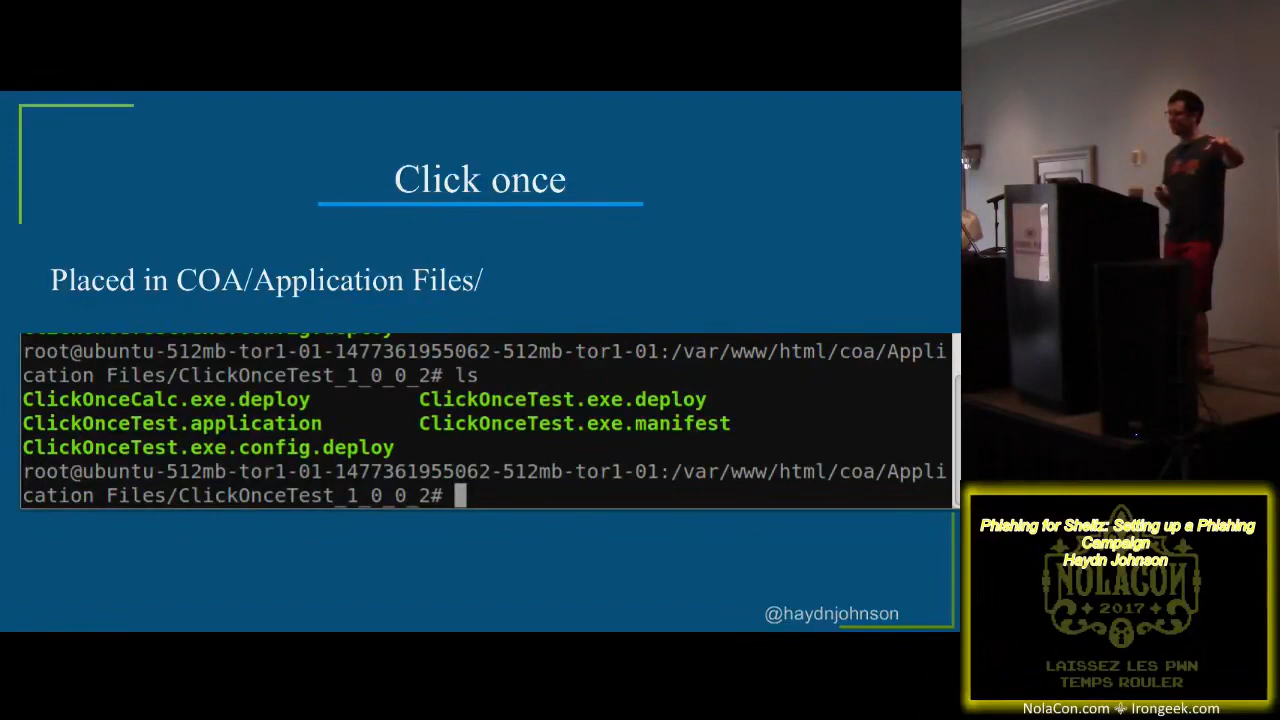 Click once
Placed in COA/Application Files/
ClickOnceTest.exe.config.deploy
root@ubuntu-512mb-tor1-01-1477361955062-512mb-tor1-01:/var/www/html/coa/Appli
cation Files/ClickOnceTest_1_0_0_2# ls
ClickOnceCalc.exe.deploy ClickOnceTest.exe.deploy
ClickOnceTest.application ClickOnceTest.exe.manifest
ClickOnceTest.exe.config.deploy
root@ubuntu-512mb-tor1-01-1477361955062-512mb-tor1-01:/var/www/html/coa/Appli
cation Files/ClickOnceTest_1_0_0_2#
@haydnjohnson
Phishing for Shellz: Setting up a Phishing
Campaign
Haydn Johnson
NOLACON
2017
LAISSEZ LES PWN
TEMPS ROULER
NolaCon.com Irongeek.com